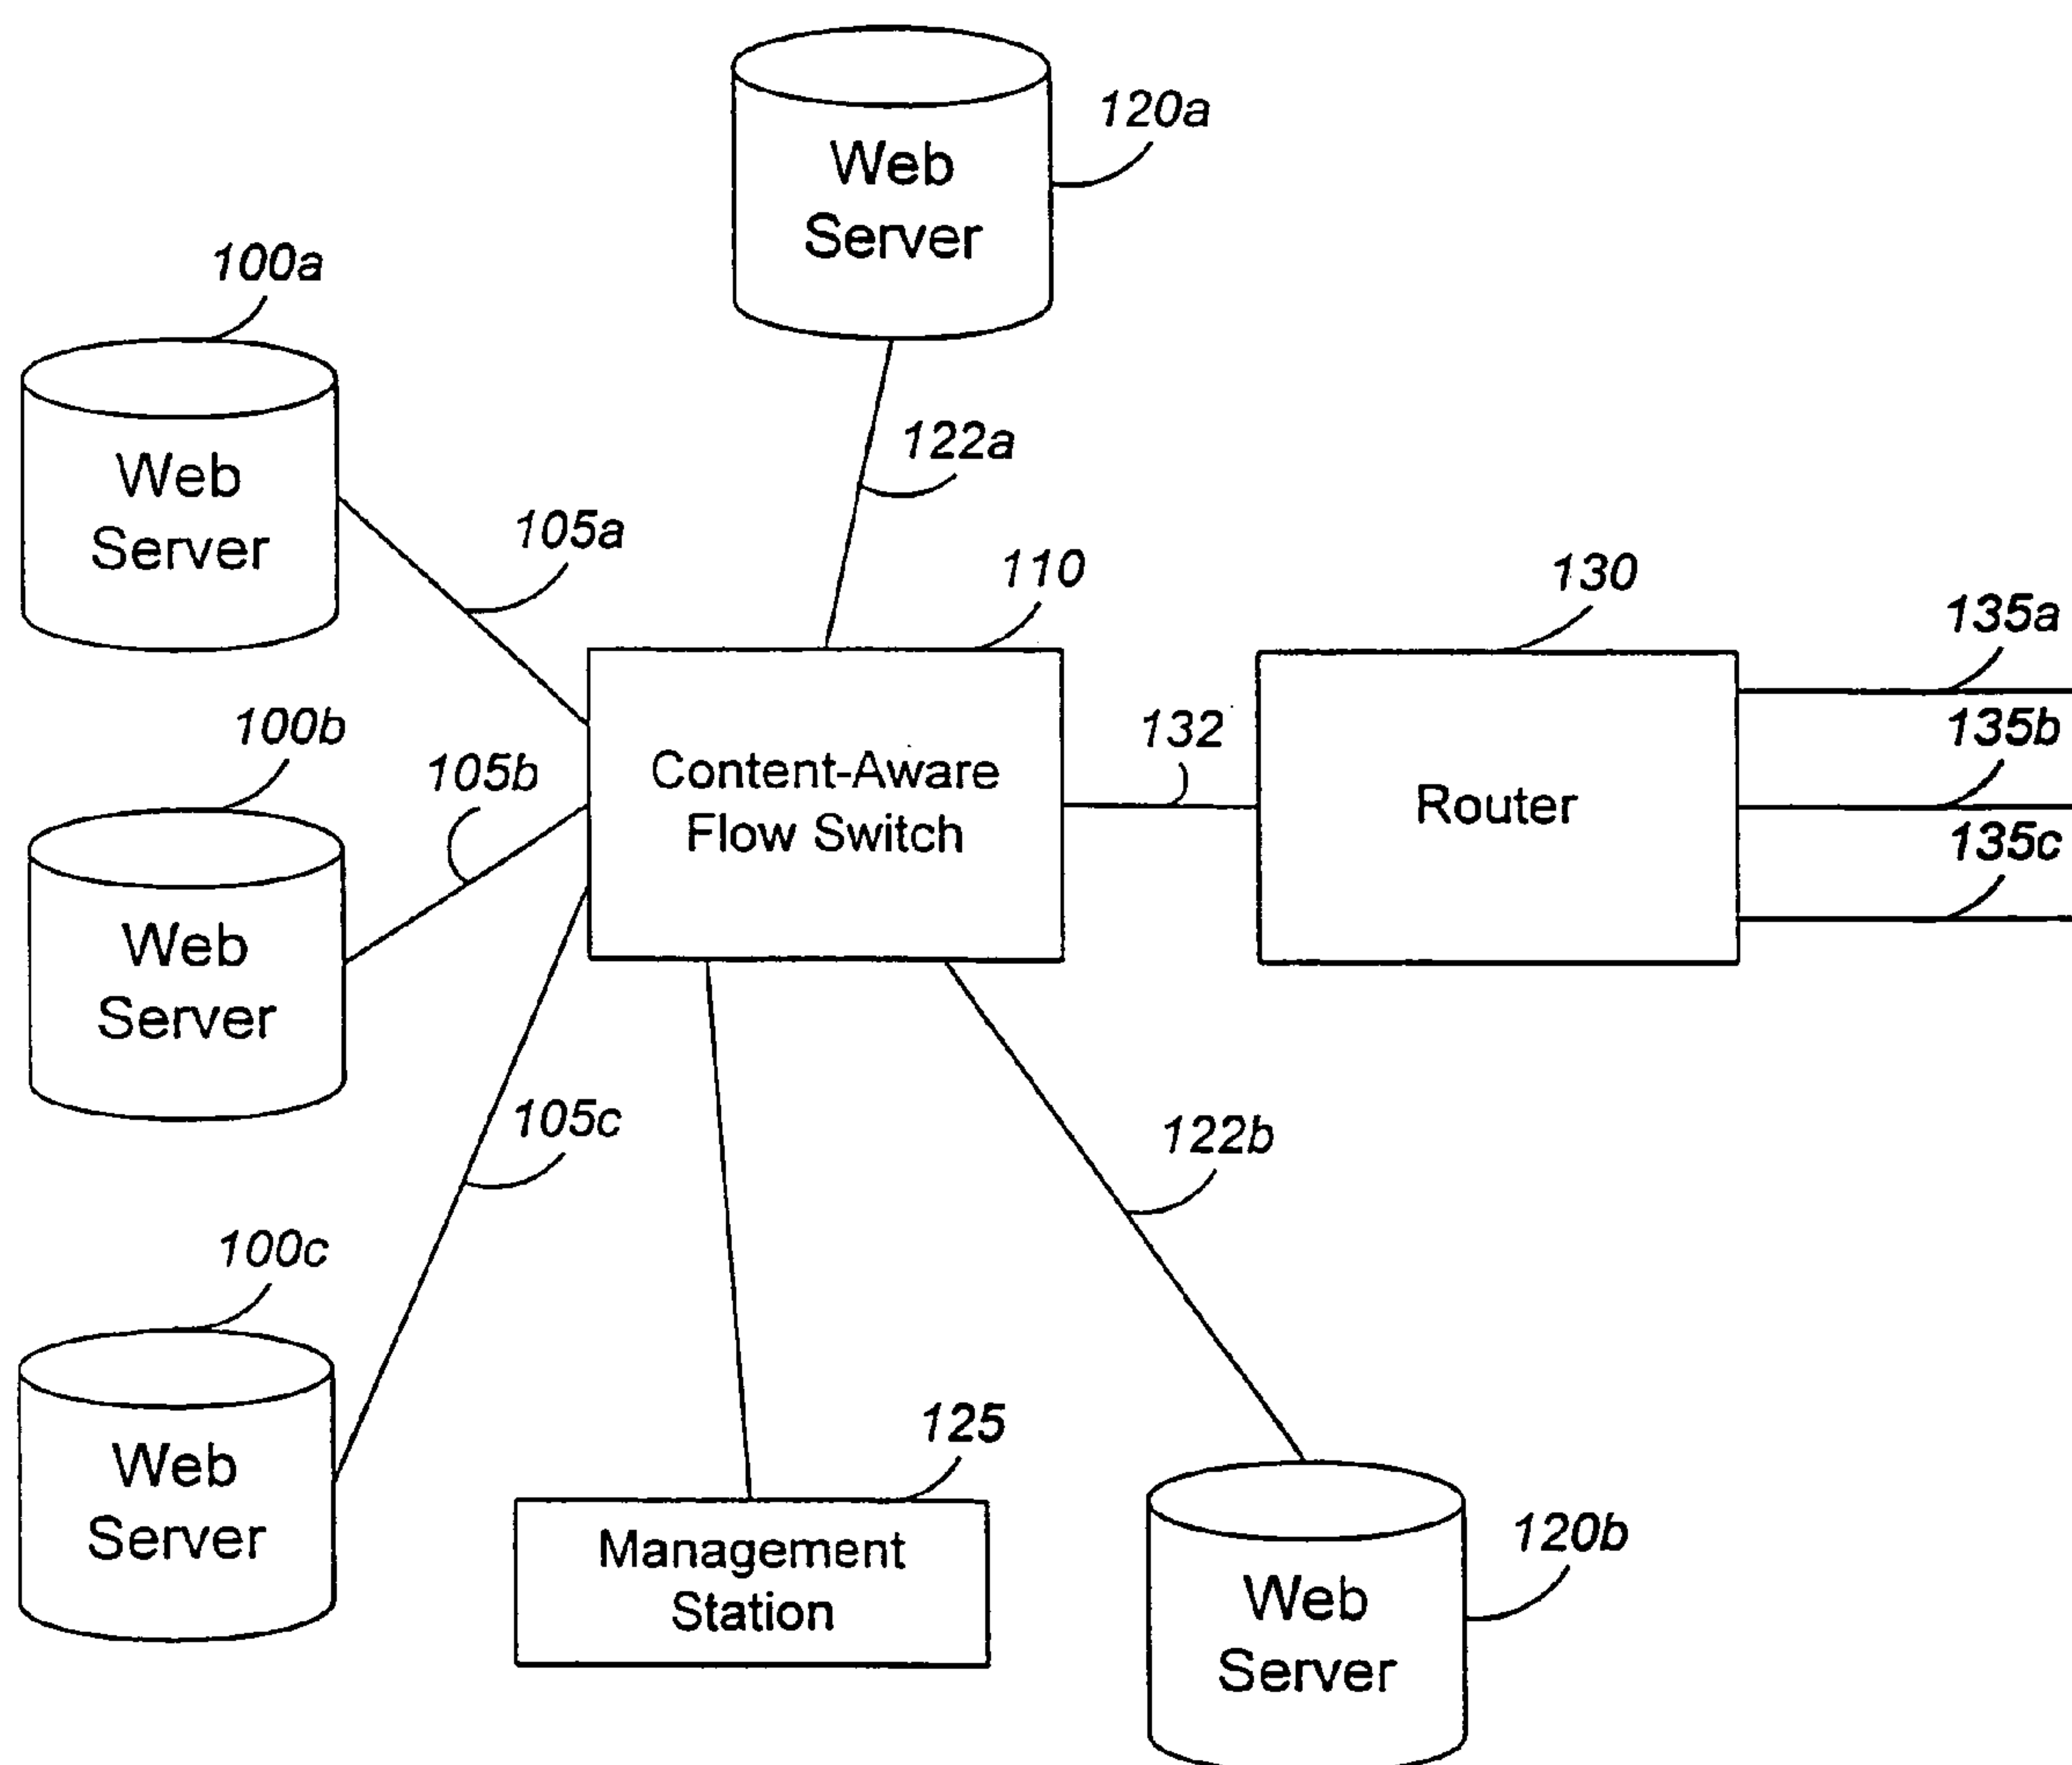 120a
Web
Server
100a
Web
Server
122a
105a
110
130
135a
100b
105b
Content-Aware
Flow Switch
132
Router
135b
135c
Web
Server
105c
122b
100c
Web
Server
125
Management
Station
120b
Web
Server